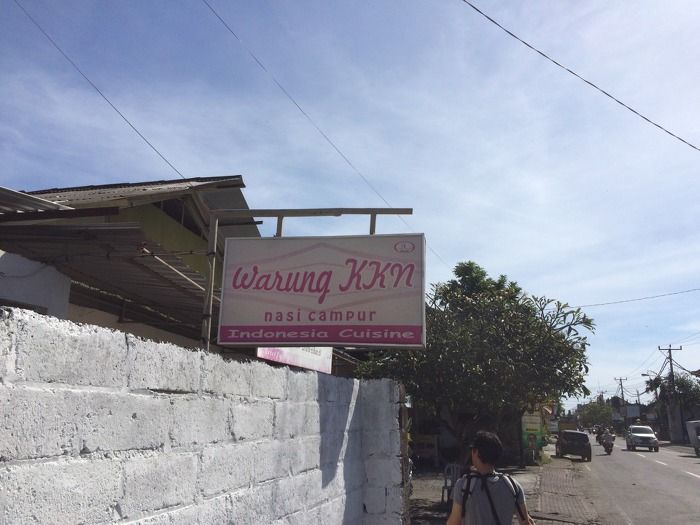 Warung KKN
nasi campur
Indonesia Cuisine